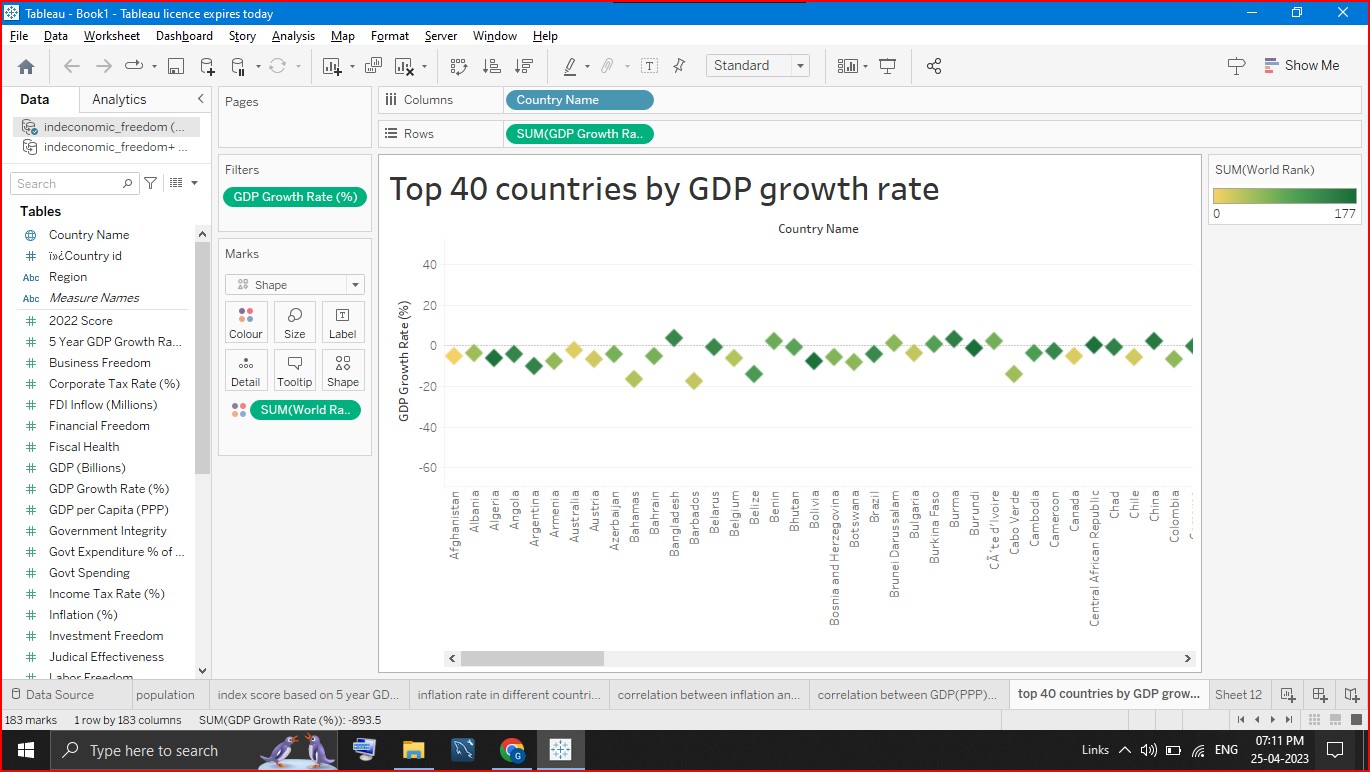 Tableau - Book1 - Tableau licence expires today
File Data Worksheet Dashboard Story Analysis Map Format Server Window Help
Standard
Show Me
Data Analytics
indeconomic_freedom (...
indeconomic_freedom+ ...
Search
Tables
Country Name
ï»¿Country id
Region
Measure Names
2022 Score
5 Year GDP Growth Ra...
Business Freedom
Corporate Tax Rate (%)
FDI Inflow (Millions)
Financial Freedom
Fiscal Health
GDP (Billions)
GDP Growth Rate (%)
GDP per Capita (PPP)
Government Integrity
Govt Expenditure % of ...
Govt Spending
Income Tax Rate (%)
Inflation (%)
Investment Freedom
Judical Effectiveness
Labor Freedom
Pages
Filters
GDP Growth Rate (%)
Marks
Shape
Colour Size Label
Detail Tooltip Shape
SUM(World Ra..
Columns Country Name
Rows SUM(GDP Growth Ra..
Top 40 countries by GDP growth rate
Country Name
GDP Growth Rate (%)
40
20
0
-20
-40
-60
Afghanistan
Albania
Angola
Argentina
Armenia
Australia
Austria
Azerbaijan
Bahamas
Bahrain
Bangladesh
Barbados
Belarus
Belgium
Belize
Benin
Bhutan
Bolivia
Bosnia and Herzegovina
Botswana
Brazil
Brunei Darussalam
Bulgaria
Burkina Faso
Burma
Burundi
CÃ´te d'Ivoire
Cabo Verde
Cambodia
Cameroon
Canada
Central African Republic
Chad
Chile
China
Colombia
SUM(World Rank)
0 177
Data Source population index score based on 5 year GD... inflation rate in different countri... correlation between inflation an... correlation between GDP(PPP)... top 40 countries by GDP grow... Sheet 12
183 marks 1 row by 183 columns SUM(GDP Growth Rate (%)): -893.5
Type here to search
Links ENG
07:11 PM
25-04-2023